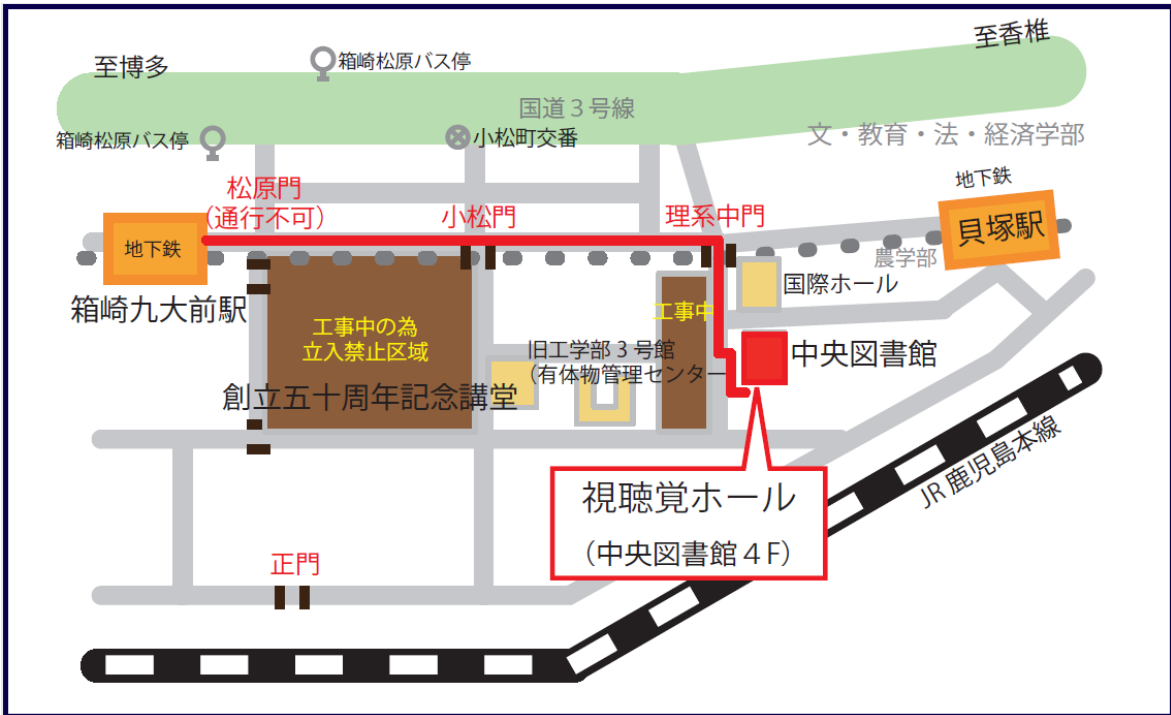 至香椎
至博多
箱崎松原バス停
国道３号線
箱崎松原バス停
小松町交番
文・教育・法・経済学部
地下鉄
貝塚駅
松原門
（通行不可）
小松門
理系中門
地下鉄
箱崎九大前駅
農学部
国際ホール
工事中の為
立入禁止区域
工事中
旧工学部３号館
（有体物管理センター
中央図書館
創立五十周年記念講堂
視聴覚ホール
（中央図書館４F）
JR鹿児島本線
正門